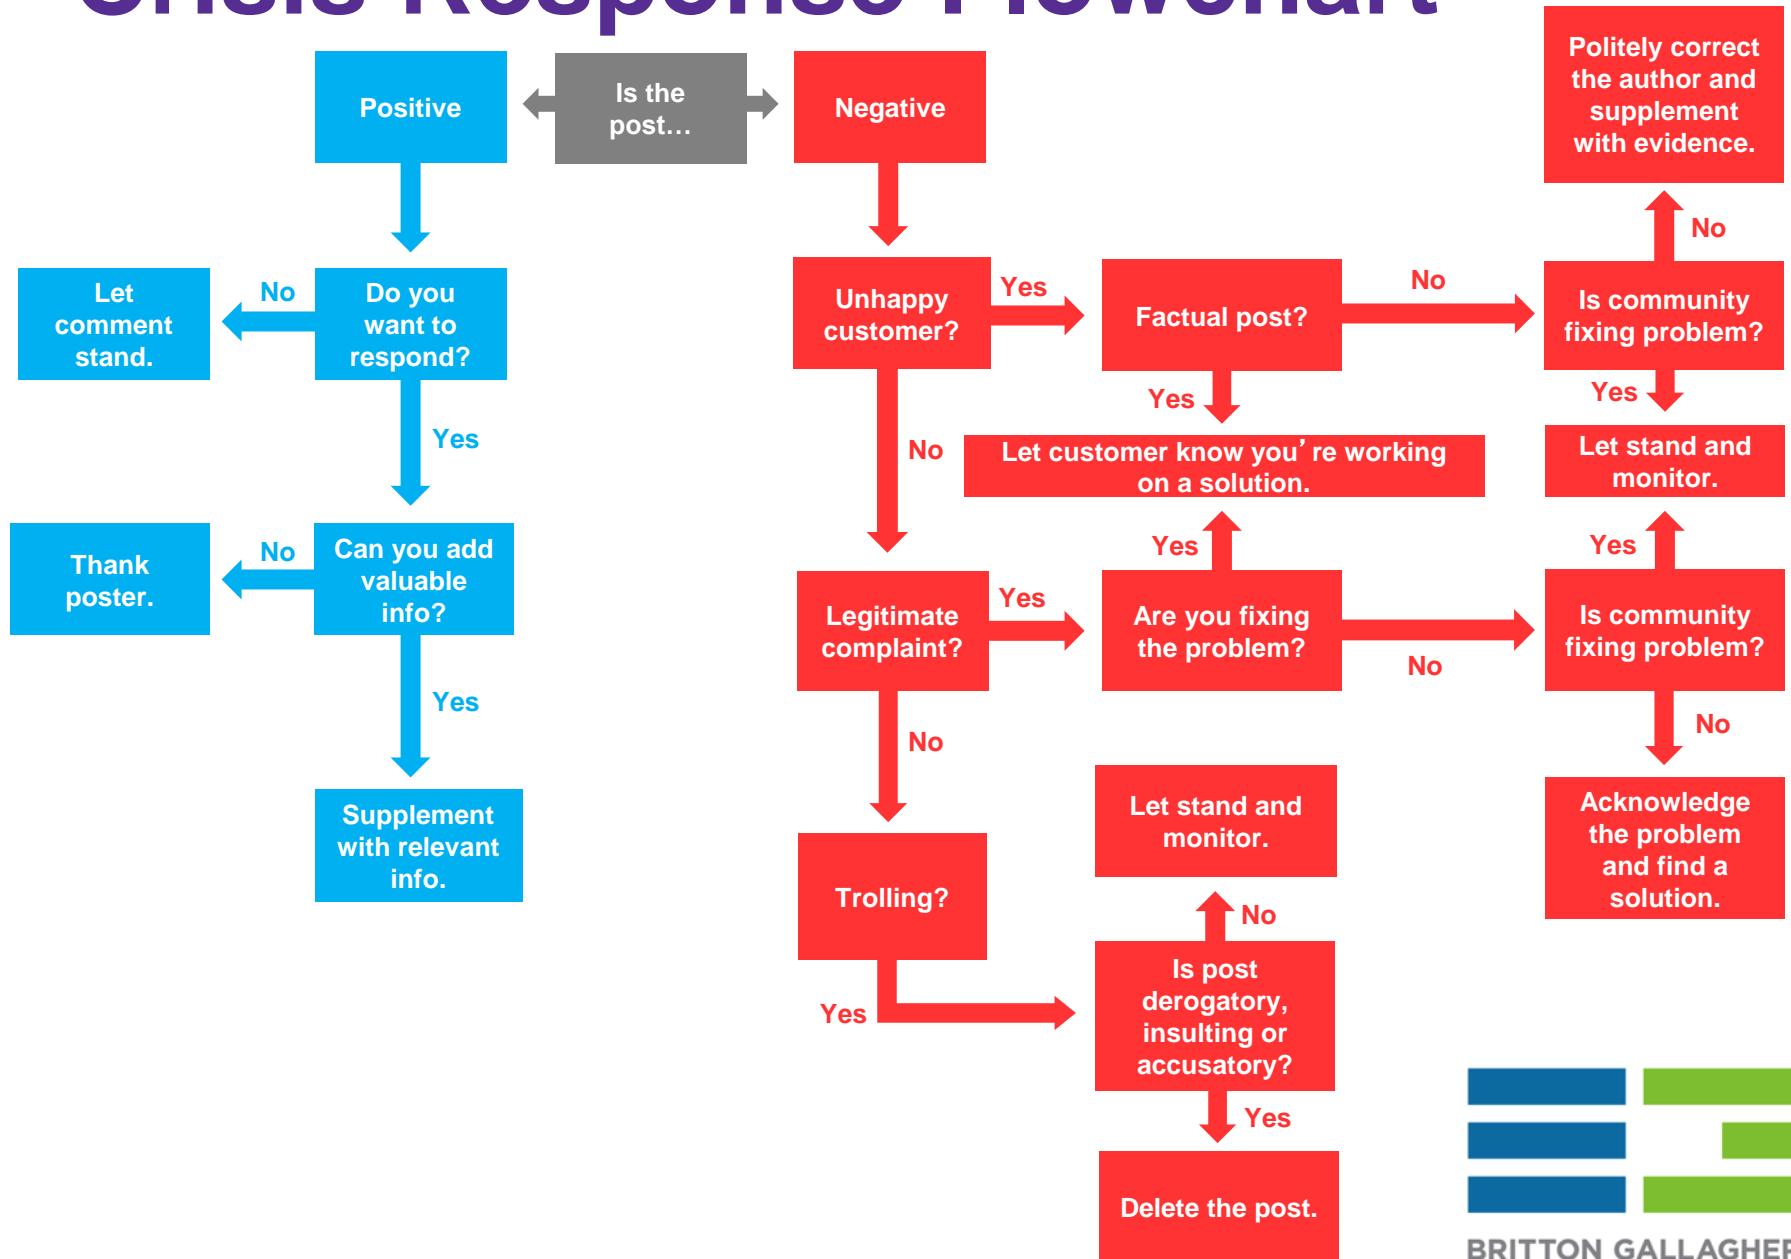 Crisis Response Flowchart
Positive
Is the
post…
Negative
Politely correct
the author and
supplement
with evidence.
No
Let
comment
stand.
No
Do you
want to
respond?
Unhappy
customer?
Yes
Factual post?
No
Is community
fixing problem?
Yes
No
Yes
Yes
Let customer know you’re working
on a solution.
Let stand and
monitor.
Thank
poster.
No
Can you add
valuable
info?
Yes
Yes
Legitimate
complaint?
Yes
Are you fixing
the problem?
No
Is community
fixing problem?
Yes
No
No
Supplement
with relevant
info.
Let stand and
monitor.
Acknowledge
the problem
and find a
solution.
Trolling?
No
Yes
Is post
derogatory,
insulting or
accusatory?
Yes
Delete the post.
BRITTON GALLAGHER